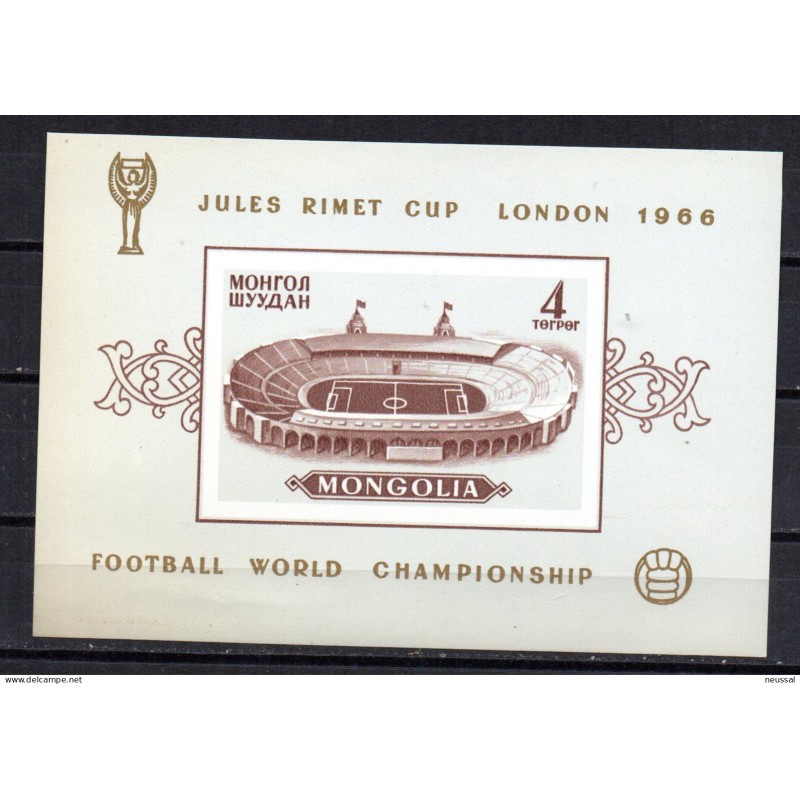 JULES RIMET CUP LONDON 1966
МОНГОЛ
ШУУДАН
4
ТӨГРӨГ
MONGOLIA
FOOTBALL WORLD CHAMPIONSHIP
www.delcampe.net
neussal